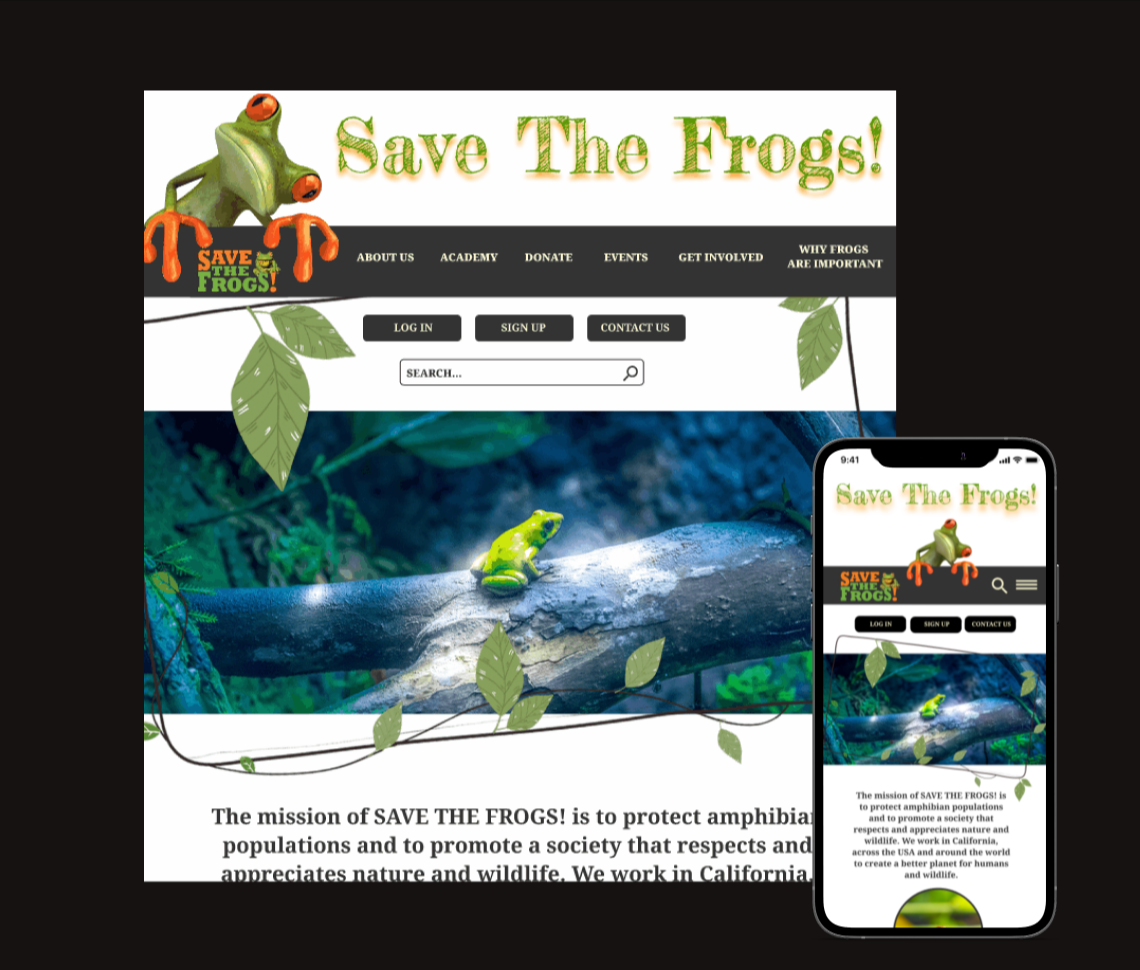 Save The Frogs!
SAVE
THE
FROGS!
ABOUT US
ACADEMY
DONATE
EVENTS
GET INVOLVED
WHY FROGS
ARE IMPORTANT
LOG IN
SIGN UP
CONTACT US
SEARCH...
The mission of SAVE THE FROGS! is to protect amphibian
populations and to promote a society that respects and
appreciates nature and wildlife. We work in California,
9:41
Save The Frogs!
SAVE
THE
FROGS!
LOG IN
SIGN UP
CONTACT US
The mission of SAVE THE FROGS! is
to protect amphibian populations
and to promote a society that
respects and appreciates nature and
wildlife. We work in California,
across the USA and around the world
to create a better planet for humans
and wildlife.